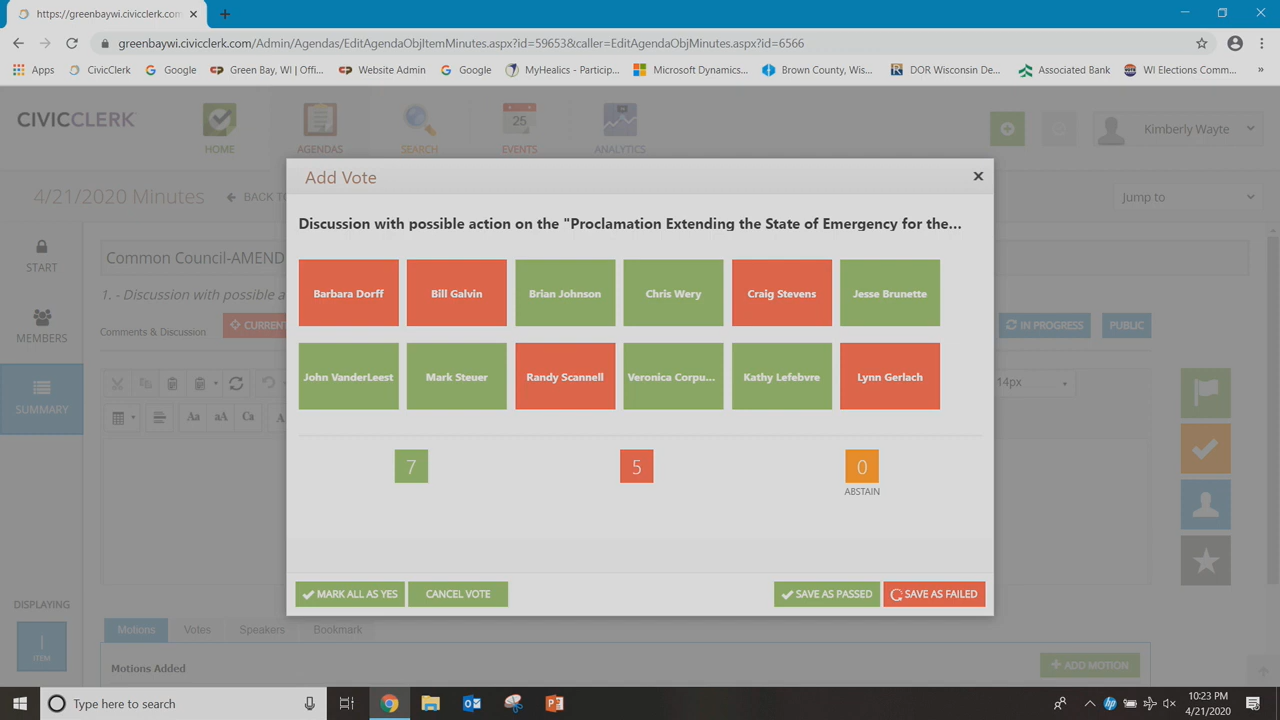 https://greenbaywi.civicclerk.com
greenbaywi.civicclerk.com/Admin/Agendas/EditAgendaObjItemMinutes.aspx?id=59653&caller=EditAgendaObjMinutes.aspx?id=6566
Apps CivicClerk Google Green Bay, WI | Offi... Website Admin Google MyHealics - Particip... Microsoft Dynamics... Brown County, Wis... DOR Wisconsin De... Associated Bank WI Elections Comm... »
CIVICCLERK
HOME AGENDAS SEARCH 25 EVENTS ANALYTICS
Kimberly Wayte
4/21/2020 Minutes BACK TO
Jump to
Add Vote
Discussion with possible action on the "Proclamation Extending the State of Emergency for the...
START
Common Council-AMEND
1. - Discussion with possible a
MEMBERS
Comments & Discussion CURRENT
IN PROGRESS PUBLIC
Barbara Dorff Bill Galvin Brian Johnson Chris Wery Craig Stevens Jesse Brunette
John VanderLeest Mark Steuer Randy Scannell Veronica Corpu... Kathy Lefebvre Lynn Gerlach
14px
SUMMARY
Aa aA Ca A
7 5 0
ABSTAIN
MARK ALL AS YES CANCEL VOTE SAVE AS PASSED SAVE AS FAILED
DISPLAYING
1
ITEM
Motions Votes Speakers Bookmark
Motions Added
+ ADD MOTION
Type here to search
10:23 PM
4/21/2020